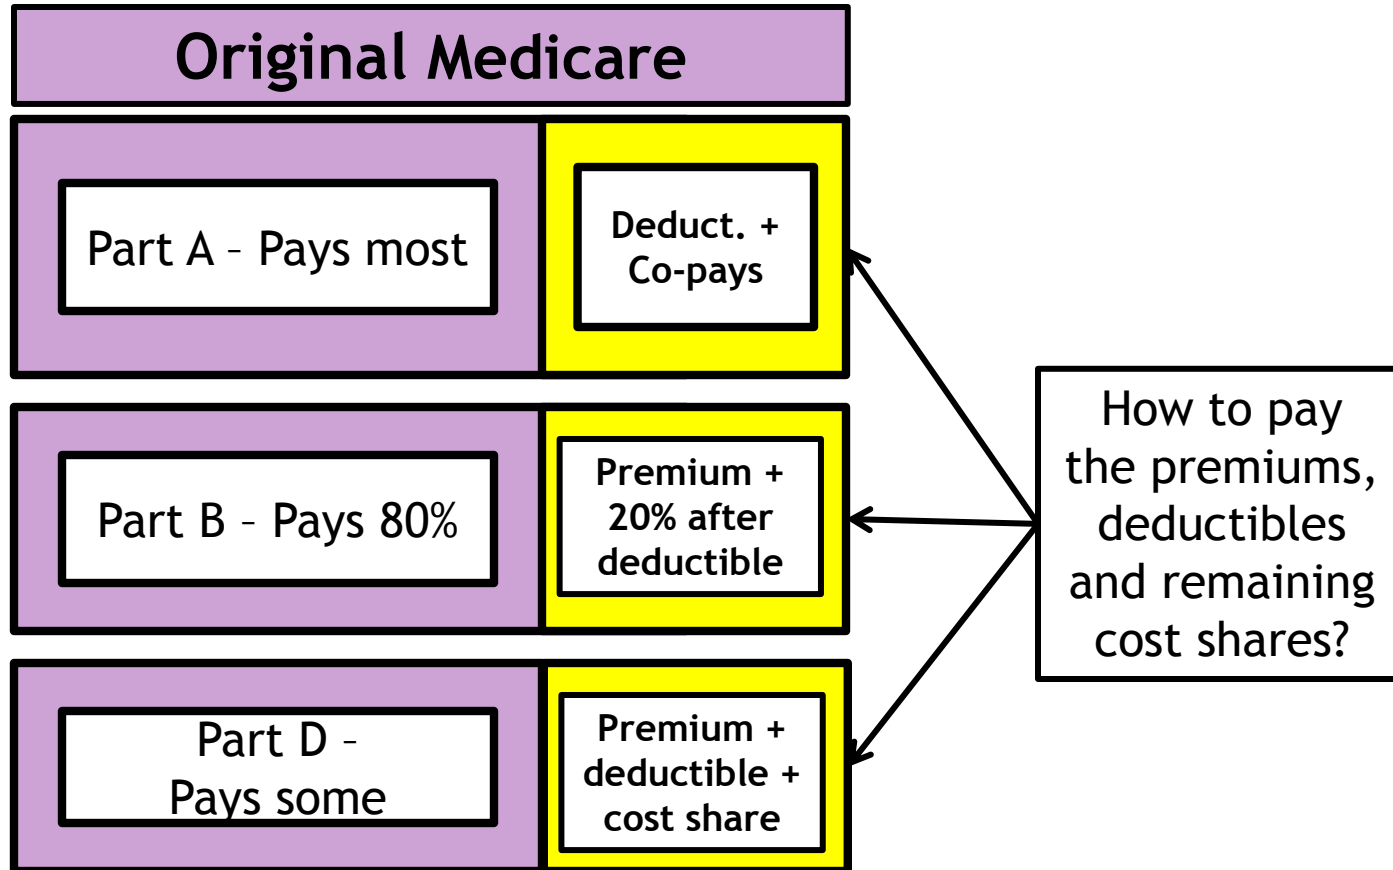 Original Medicare
Part A – Pays most
Deduct. +
Co-pays
Part B – Pays 80%
Premium +
20% after
deductible
Part D –
Pays some
Premium +
deductible +
cost share
How to pay
the premiums,
deductibles
and remaining
cost shares?